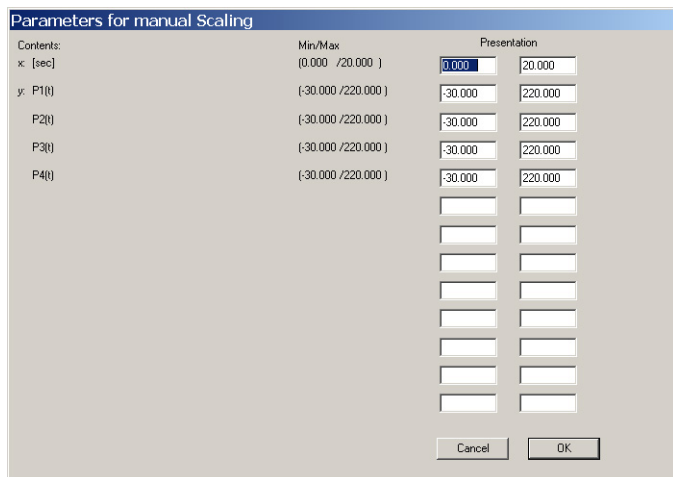 Parameters for manual Scaling
Contents: Min/Max Presentation
x: [sec] (0.000 /20.000 ) 0.000 20.000
y: P1(t) (-30.000 /220.000 ) -30.000 220.000
P2(t) (-30.000 /220.000 ) -30.000 220.000
P3(t) (-30.000 /220.000 ) -30.000 220.000
P4(t) (-30.000 /220.000 ) -30.000 220.000
Cancel OK